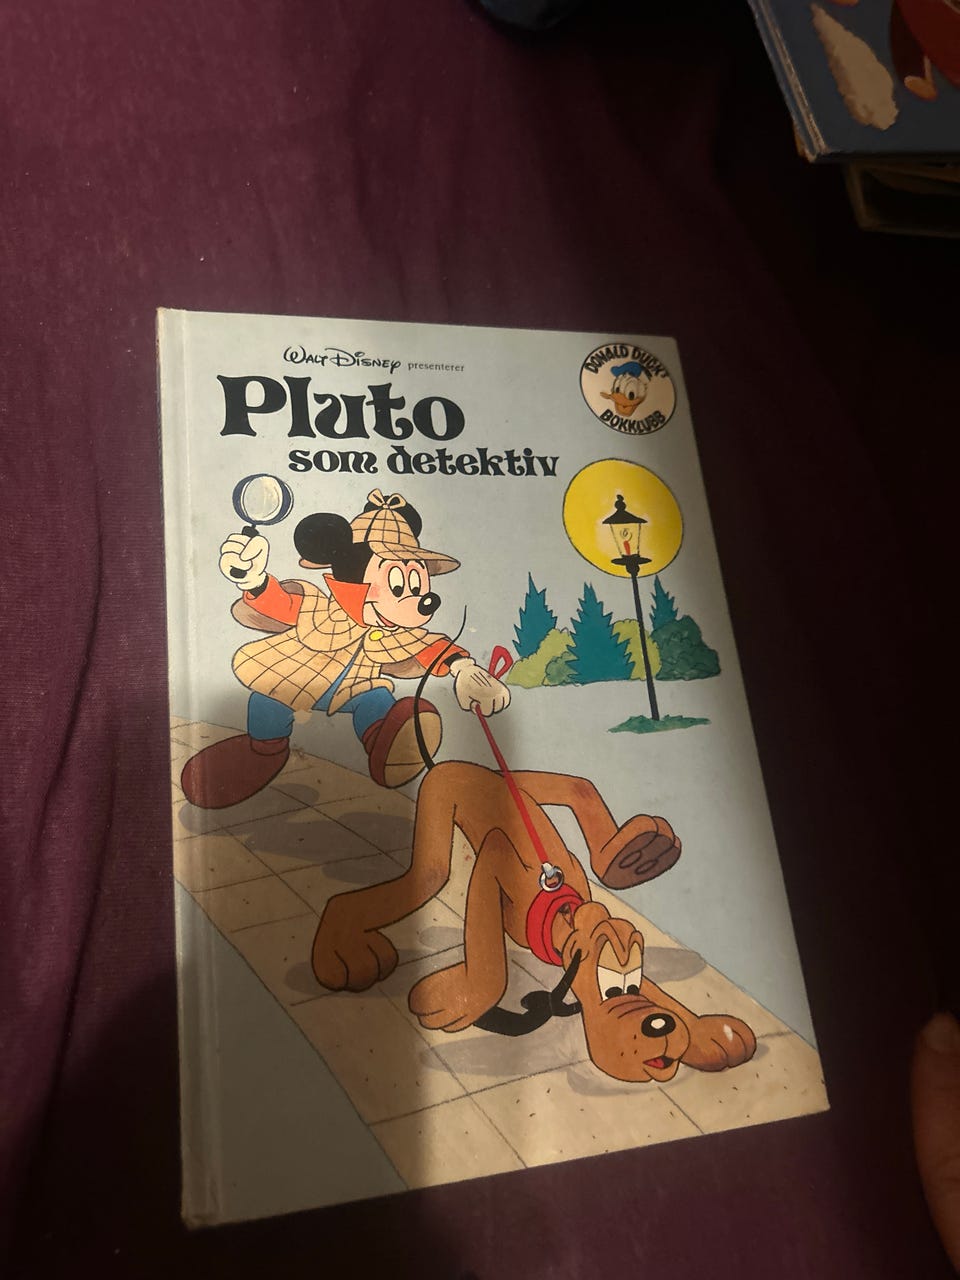 WALT DISNEY presenterer
Pluto
som detektiv
DONALD DUCK'S
BOKKLUBB